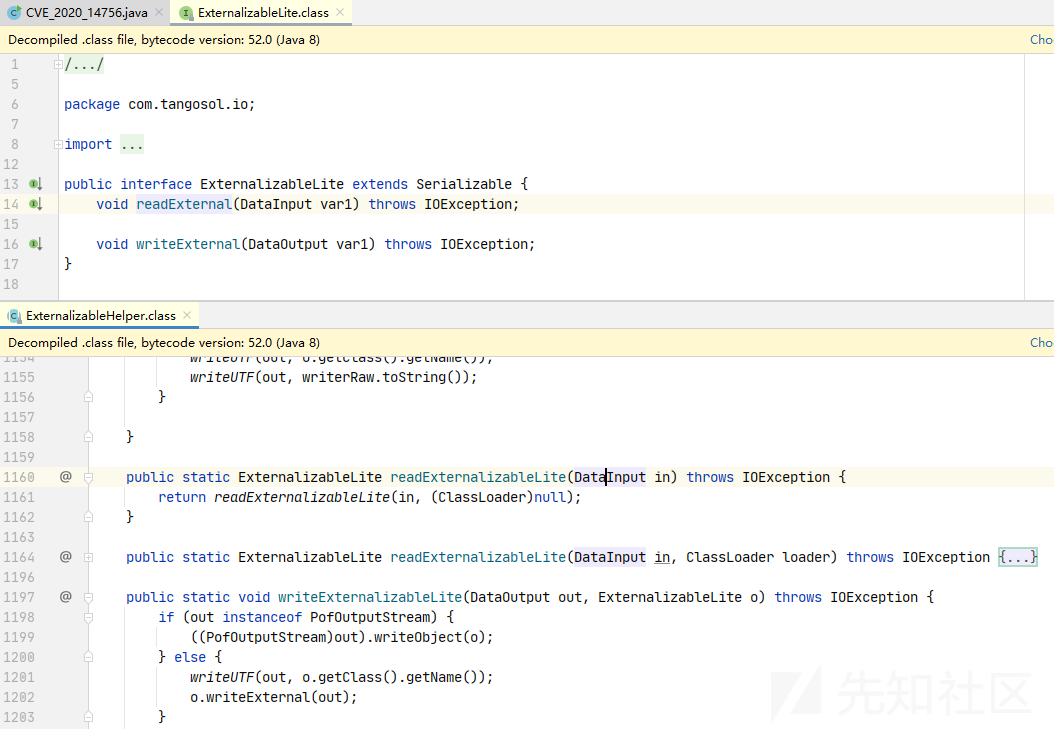 CVE_2020_14756.java ExternalizableLite.class
Decompiled .class file, bytecode version: 52.0 (Java 8) Cho
1 /.../
5
6 package com.tangosol.io;
7
8 import ...
12
13 public interface ExternalizableLite extends Serializable {
14 void readExternal(DataInput var1) throws IOException;
15
16 void writeExternal(DataOutput var1) throws IOException;
17 }
18
ExternalizableHelper.class
Decompiled .class file, bytecode version: 52.0 (Java 8) Cho
1154 writeUTF(out, o.getClass().getName());
1155 writeUTF(out, writerRaw.toString());
1156 }
1157
1158 }
1159
1160 @ public static ExternalizableLite readExternalizableLite(DataInput in) throws IOException {
1161 return readExternalizableLite(in, (ClassLoader)null);
1162 }
1163
1164 @ public static ExternalizableLite readExternalizableLite(DataInput in, ClassLoader loader) throws IOException {...}
1196
1197 @ public static void writeExternalizableLite(DataOutput out, ExternalizableLite o) throws IOException {
1198 if (out instanceof PofOutputStream) {
1199 ((PofOutputStream)out).writeObject(o);
1200 } else {
1201 writeUTF(out, o.getClass().getName());
1202 o.writeExternal(out);
1203 }
先知社区